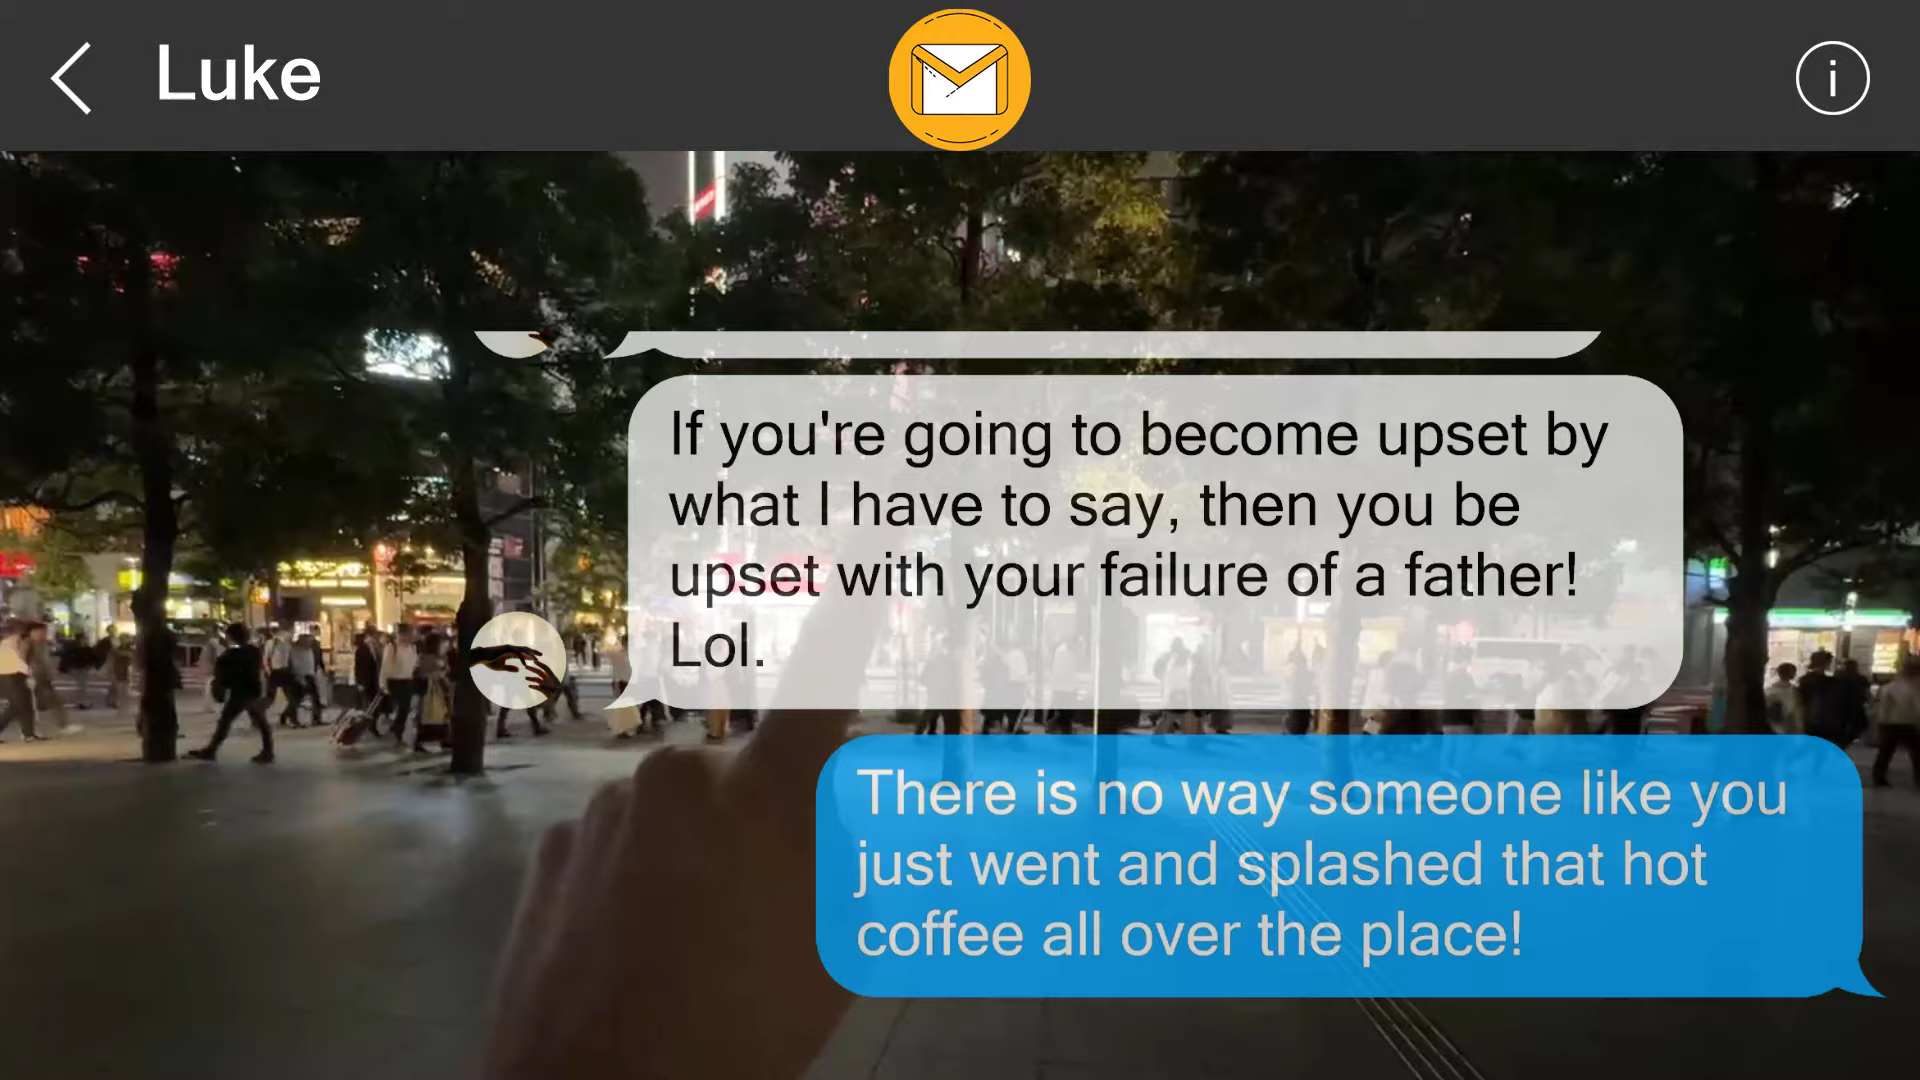 Luke
If you're going to become upset by
what I have to say, then you be
upset with your failure of a father!
Lol.
There is no way someone like you
just went and splashed that hot
coffee all over the place!